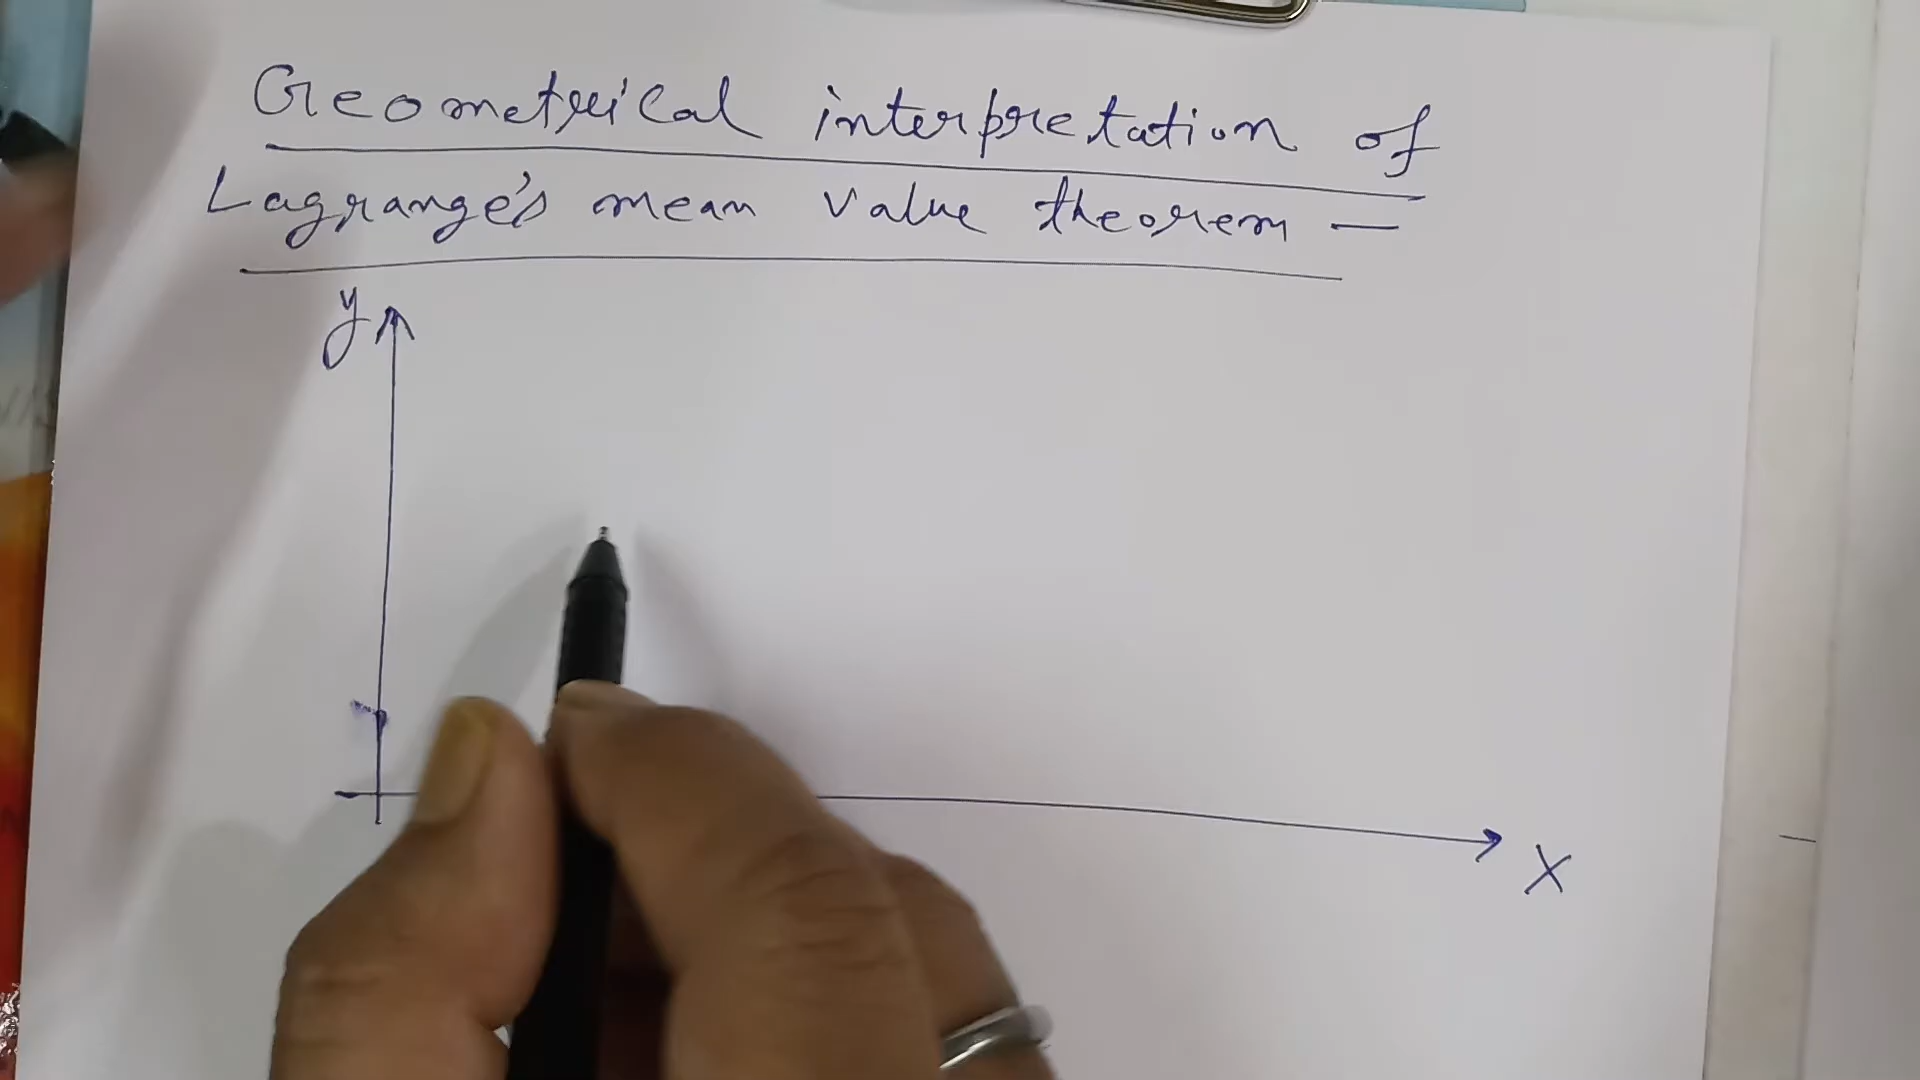 Geometrical interpretation of
Lagrange's mean value theorem —
y
X